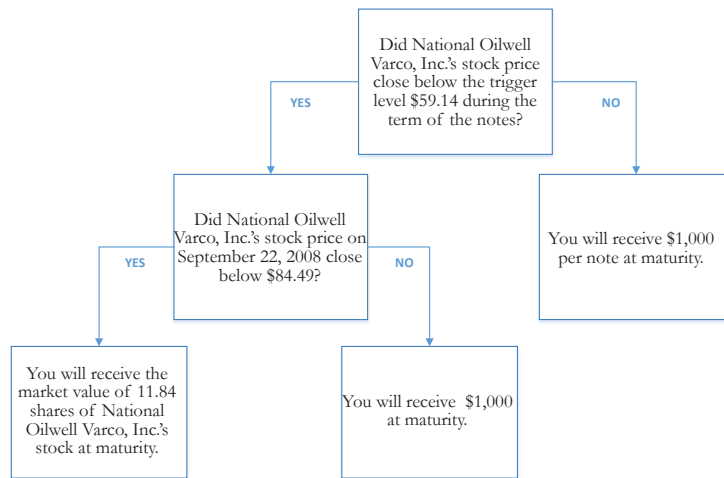 Did National Oilwell
Varco, Inc.'s stock price
close below the trigger
level $59.14 during the
term of the notes?
YES
NO
Did National Oilwell
Varco, Inc.'s stock price on
September 22, 2008 close
below $84.49?
You will receive $1,000
per note at maturity.
YES
NO
You will receive the
market value of 11.84
shares of National
Oilwell Varco, Inc.'s
stock at maturity.
You will receive $1,000
at maturity.